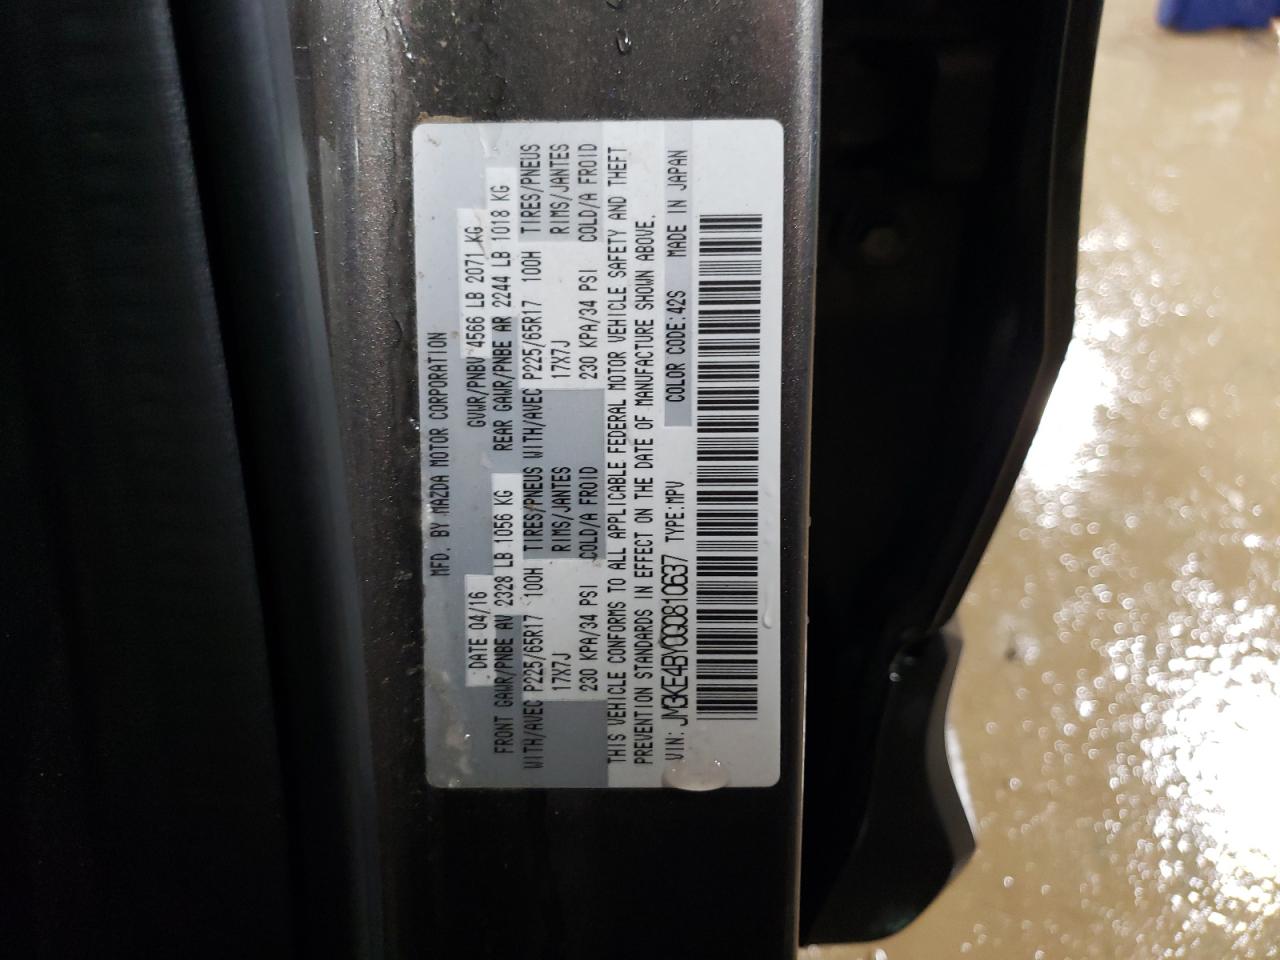 MFD. BY MAZDA MOTOR CORPORATION
DATE 04/16 GVWR/PNBV 4566 LB 2071 KG
FRONT GAWR/PNBE AV 2328 LB 1056 KG REAR GAWR/PNBE AR 2244 LB 1018 KG
WITH/AVEC P225/65R17 100H TIRES/PNEUS WITH/AVEC P225/65R17 100H TIRES/PNEUS
17X7J RIMS/JANTES 17X7J RIMS/JANTES
230 KPA/34 PSI COLD/A FROID 230 KPA/34 PSI COLD/A FROID
THIS VEHICLE CONFORMS TO ALL APPLICABLE FEDERAL MOTOR VEHICLE SAFETY AND THEFT
PREVENTION STANDARDS IN EFFECT ON THE DATE OF MANUFACTURE SHOWN ABOVE.
VIN: JM3KE4BY0G0810637 TYPE:MPV COLOR CODE:42S MADE IN JAPAN